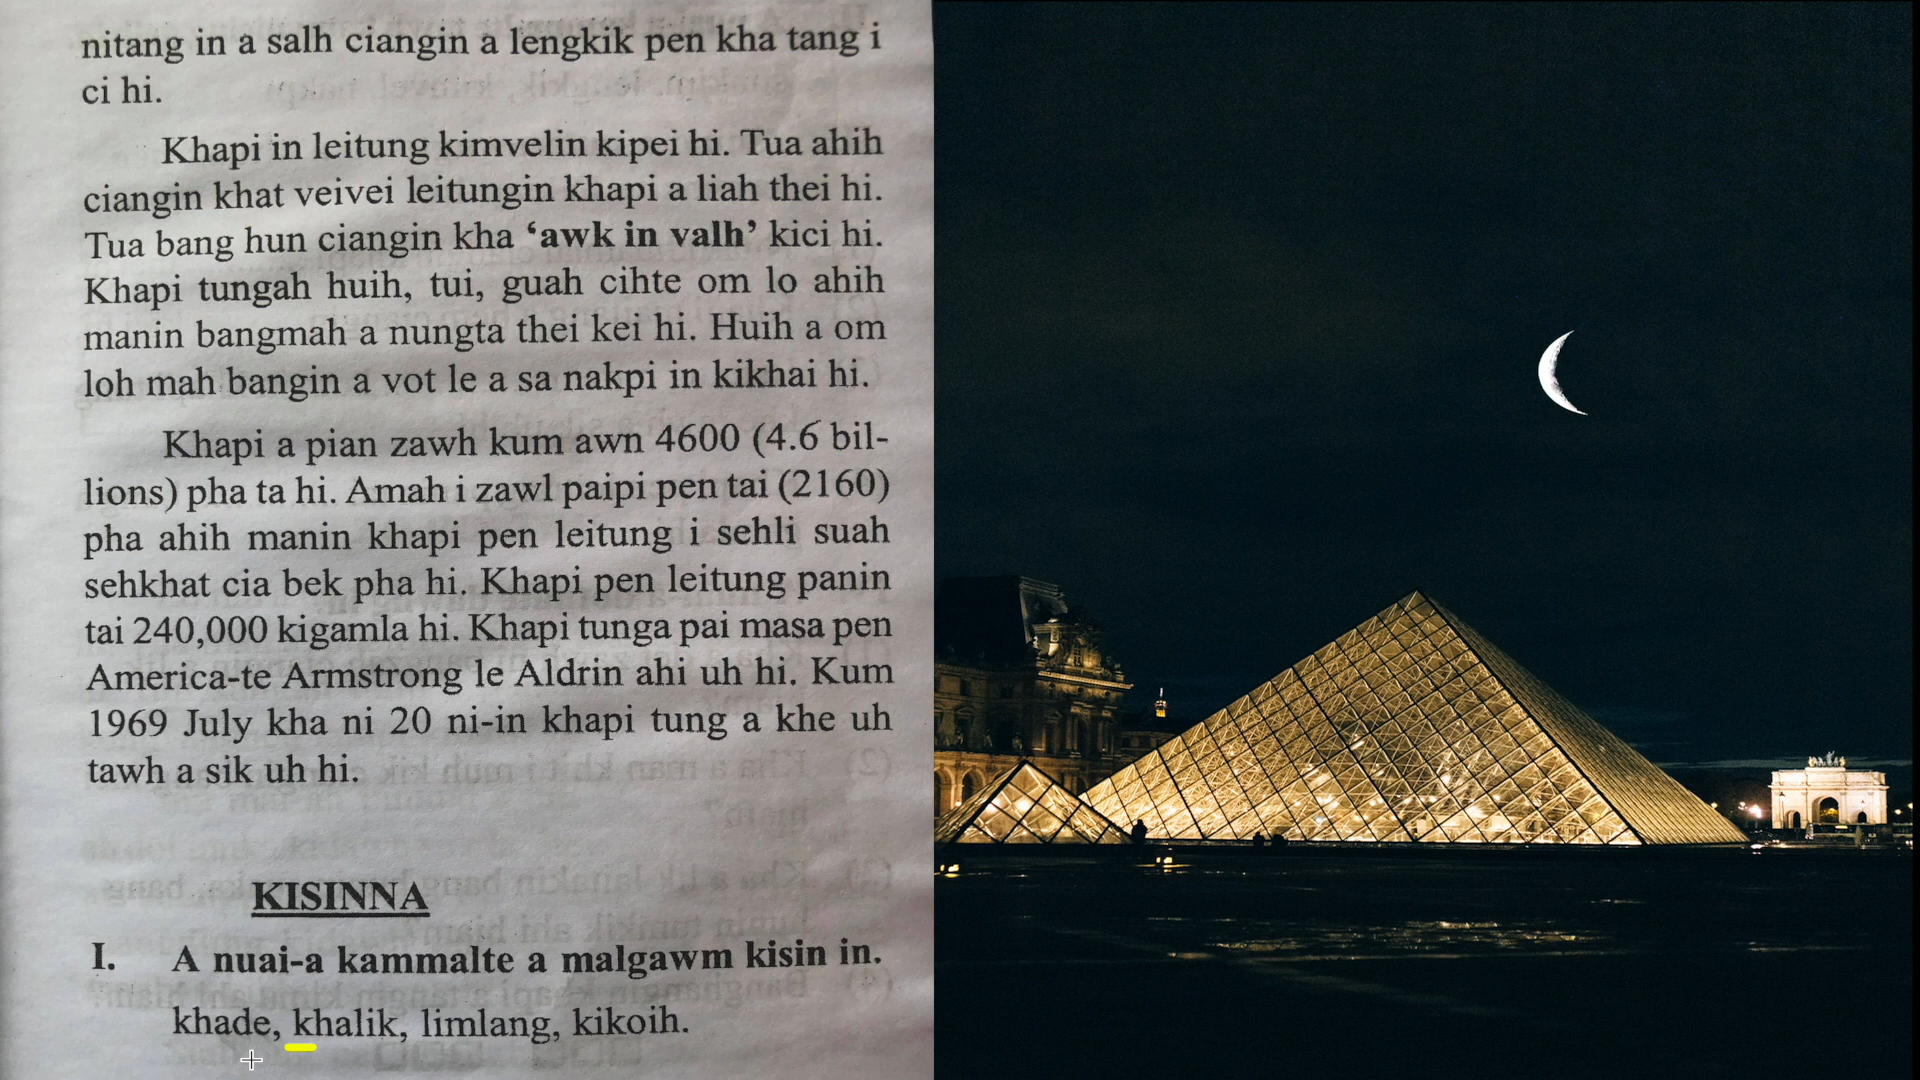 nitang in a salh ciangin a lengkik pen kha tang i
ci hi.
Khapi in leitung kimvelin kipei hi. Tua ahih
ciangin khat veivei leitungin khapi a liah thei hi.
Tua bang hun ciangin kha ‘awk in valh’ kici hi.
Khapi tungah huih, tui, guah cihte om lo ahih
manin bangmah a nungta thei kei hi. Huih a om
loh mah bangin a vot le a sa nakpi in kikhai hi.
Khapi a pian zawh kum awn 4600 (4.6 bil-
lions) pha ta hi. Amah i zawl paipi pen tai (2160)
pha ahih manin khapi pen leitung i sehli suah
sehkhat cia bek pha hi. Khapi pen leitung panin
tai 240,000 kigamla hi. Khapi tunga pai masa pen
America-te Armstrong le Aldrin ahi uh hi. Kum
1969 July kha ni 20 ni-in khapi tung a khe uh
tawh a sik uh hi.
KISINNA
I. A nuai-a kammalte a malgawm kisin in.
khade, khalik, limlang, kikoih.